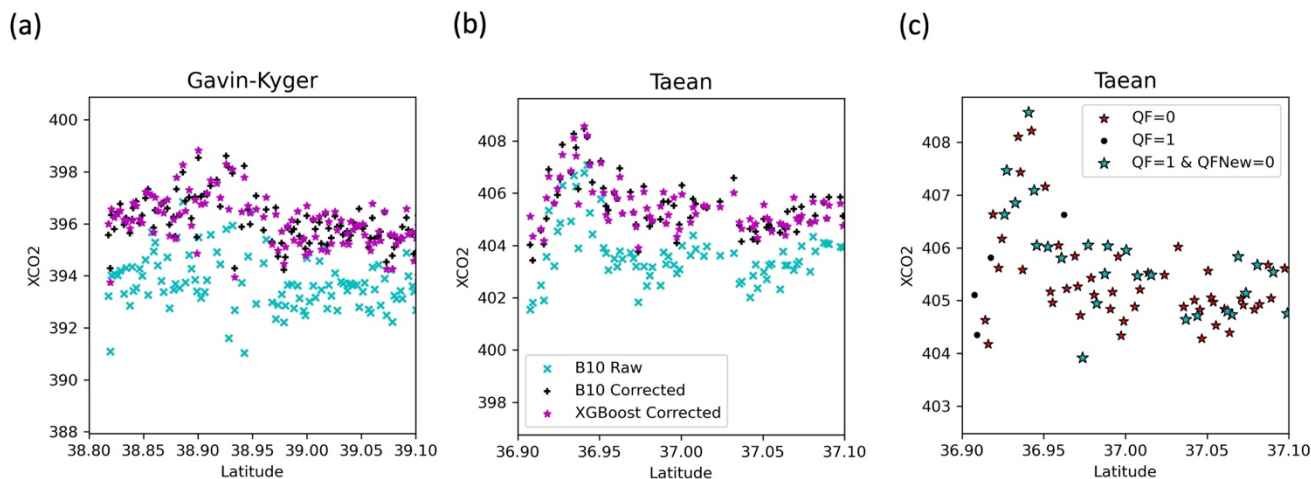 (a)
Gavin-Kyger
XCO2
400
398
396
394
392
390
388
38.80 38.85 38.90 38.95 39.00 39.05 39.10
Latitude
(b)
Taean
XCO2
408
406
404
402
400
398
B10 Raw
B10 Corrected
XGBoost Corrected
36.90 36.95 37.00 37.05 37.10
Latitude
(c)
Taean
XCO2
408
407
406
405
404
403
QF=0
QF=1
QF=1 & QFNew=0
36.90 36.95 37.00 37.05 37.10
Latitude